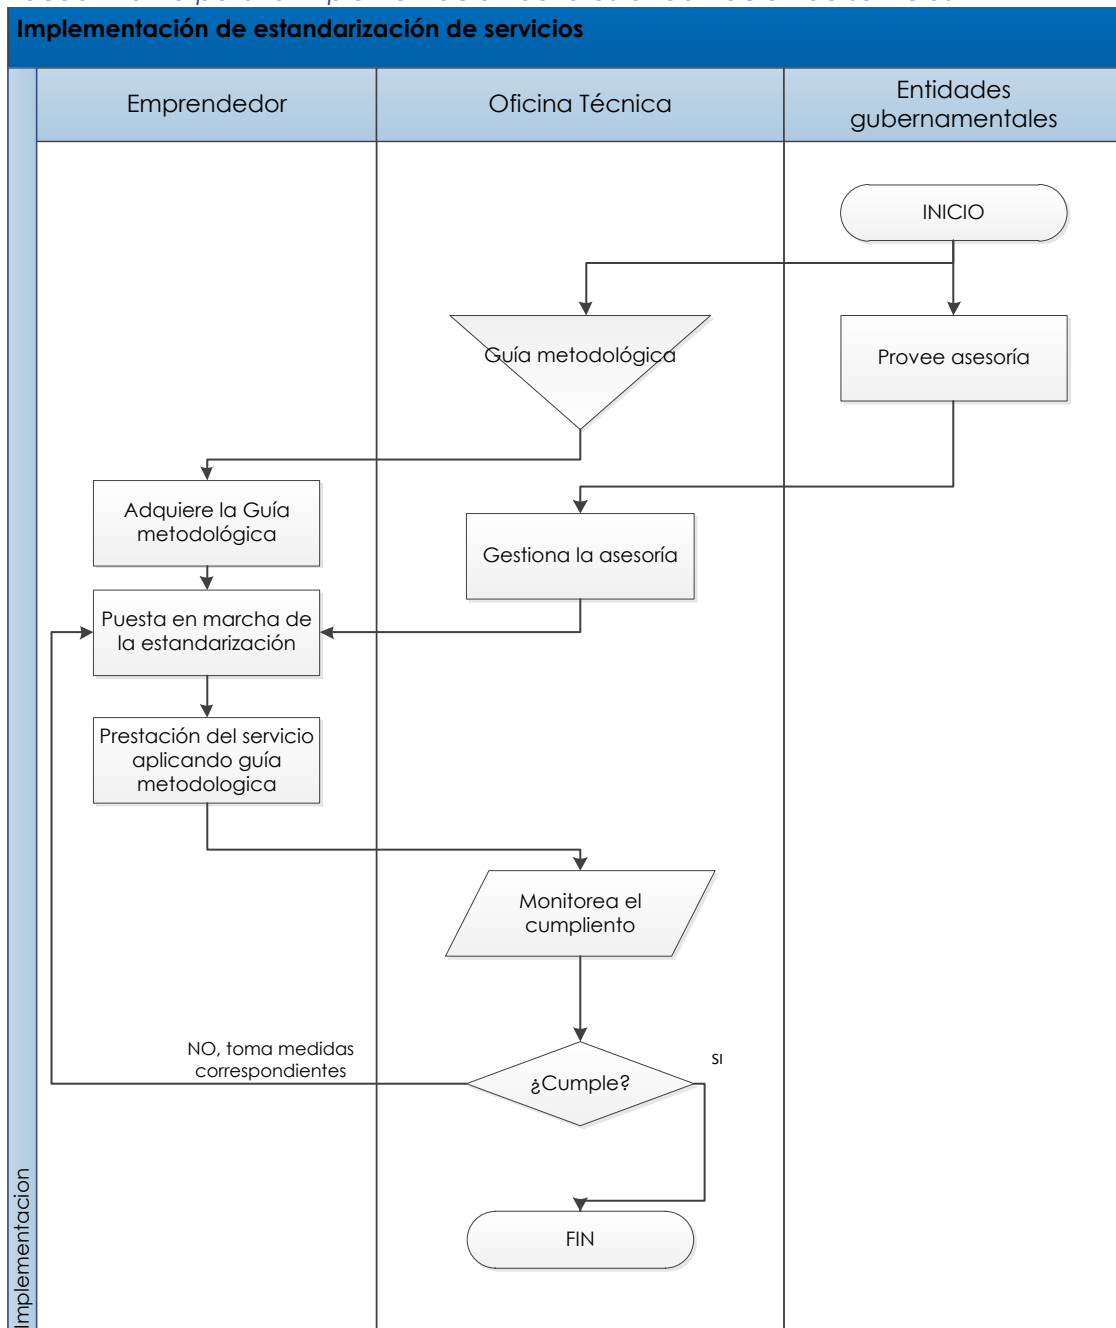 Implementación de estandarización de servicios
Emprendedor
Oficina Técnica
Entidades
gubernamentales
INICIO
Guía metodológica
Provee asesoría
Adquiere la Guía
metodológica
Gestiona la asesoría
Puesta en marcha de
la estandarización
Prestación del servicio
aplicando guía
metodologica
Monitorea el
cumpliento
NO, toma medidas
correspondientes
SI
¿Cumple?
FIN
Implementacion